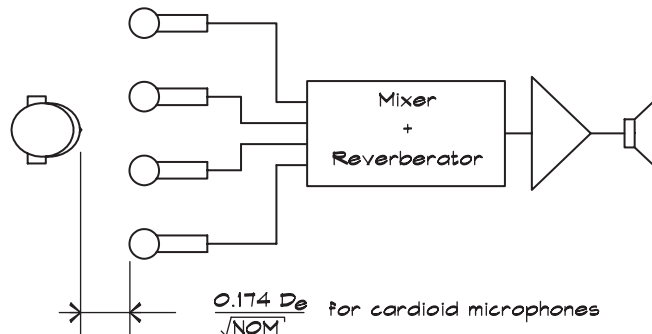 Mixer
+
Reverberator
0.174 De for cardioid microphones
√NOM